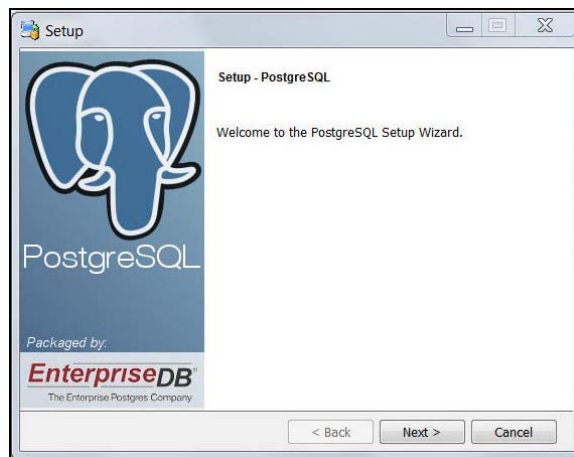 Setup
Setup - PostgreSQL
Welcome to the PostgreSQL Setup Wizard.
PostgreSQL
Packaged by:
EnterpriseDB
The Enterprise Postgres Company
< Back
Next >
Cancel